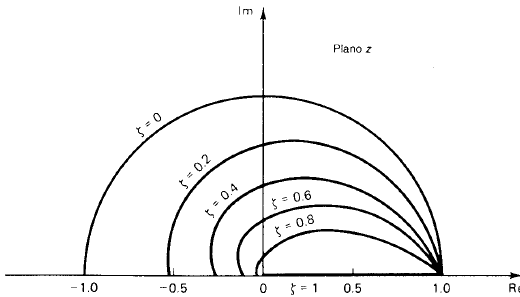 Im
Plano z
ζ = 0
ζ = 0.2
ζ = 0.4
ζ = 0.6
ζ = 0.8
-1.0 -0.5 0 ζ = 1 0.5 1.0 Re